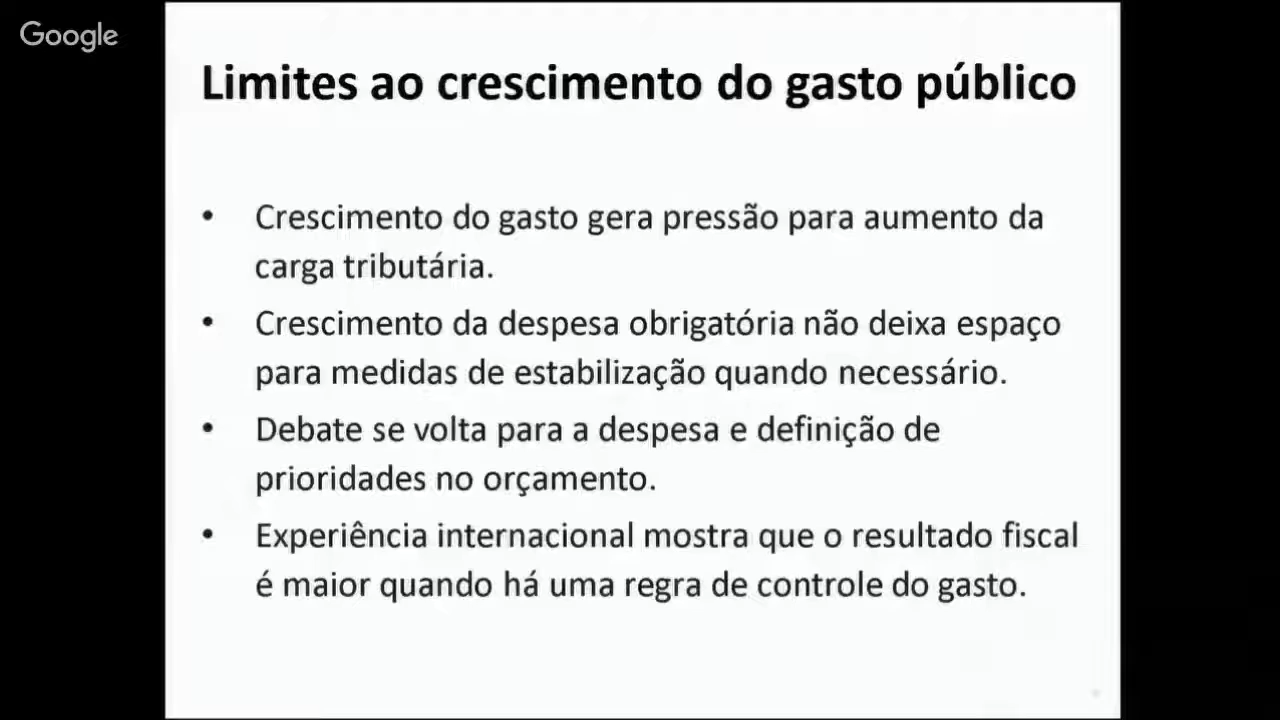 Google
Limites ao crescimento do gasto público
• Crescimento do gasto gera pressão para aumento da
carga tributária.
• Crescimento da despesa obrigatória não deixa espaço
para medidas de estabilização quando necessário.
• Debate se volta para a despesa e definição de
prioridades no orçamento.
• Experiência internacional mostra que o resultado fiscal
é maior quando há uma regra de controle do gasto.